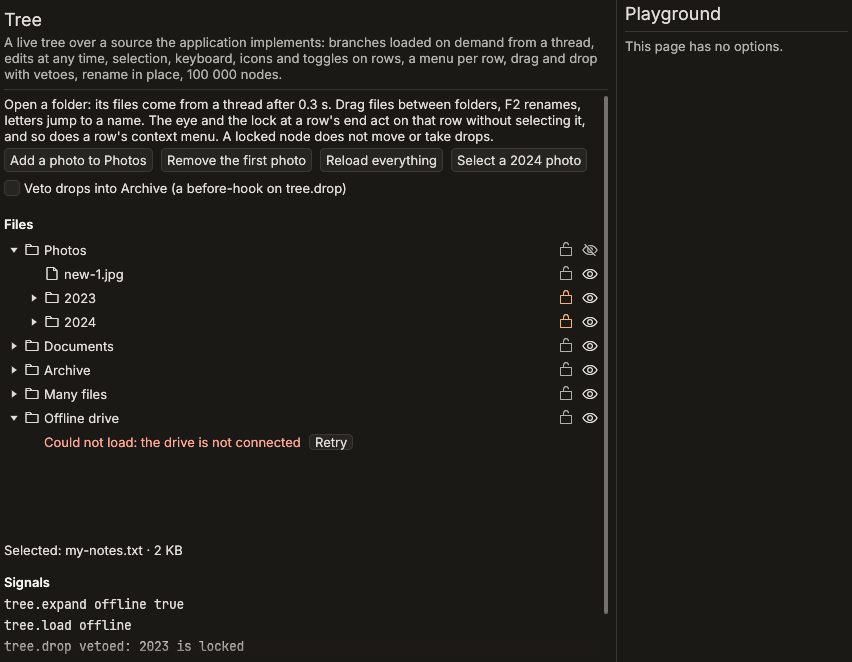 Tree
A live tree over a source the application implements: branches loaded on demand from a thread,
edits at any time, selection, keyboard, icons and toggles on rows, a menu per row, drag and drop
with vetoes, rename in place, 100 000 nodes.
Open a folder: its files come from a thread after 0.3 s. Drag files between folders, F2 renames,
letters jump to a name. The eye and the lock at a row's end act on that row without selecting it,
and so does a row's context menu. A locked node does not move or take drops.
Add a photo to Photos
Remove the first photo
Reload everything
Select a 2024 photo
Veto drops into Archive (a before-hook on tree.drop)
Files
Photos
new-1.jpg
2023
2024
Documents
Archive
Many files
Offline drive
Could not load: the drive is not connected
Retry
Selected: my-notes.txt · 2 KB
Signals
tree.expand offline true
tree.load offline
tree.drop vetoed: 2023 is locked
Playground
This page has no options.